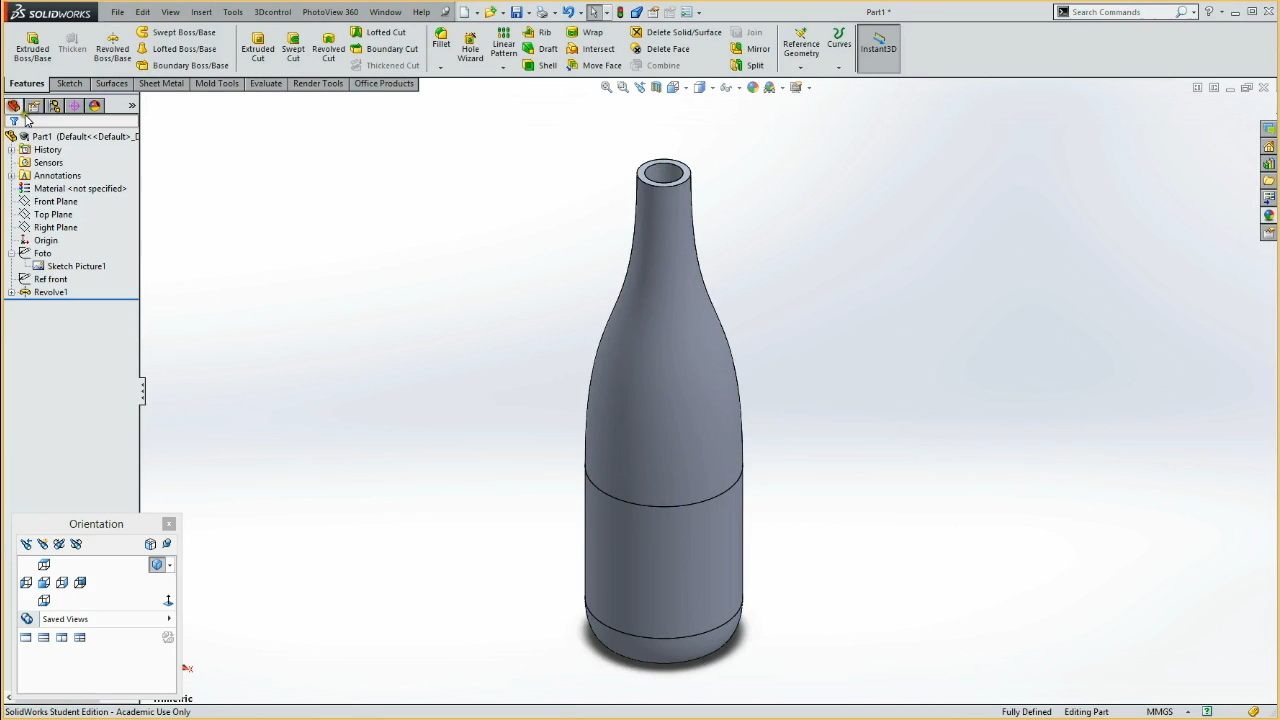 SOLIDWORKS File Edit View Insert Tools 3Dcontrol PhotoView 360 Window Help Part1 * Search Commands
Extruded Boss/Base
Thicken
Revolved Boss/Base
Swept Boss/Base
Lofted Boss/Base
Boundary Boss/Base
Extruded Cut
Swept Cut
Revolved Cut
Lofted Cut
Boundary Cut
Thickened Cut
Fillet
Hole Wizard
Linear Pattern
Rib
Draft
Shell
Wrap
Intersect
Move Face
Delete Solid/Surface
Delete Face
Combine
Join
Mirror
Split
Reference Geometry
Curves
Instant3D
Features Sketch Surfaces Sheet Metal Mold Tools Evaluate Render Tools Office Products
Part1 (Default<<Default>_D
History
Sensors
Annotations
Material <not specified>
Front Plane
Top Plane
Right Plane
Origin
Foto
Sketch Picture1
Ref front
Revolve1
Orientation
Saved Views
X
SolidWorks Student Edition - Academic Use Only Fully Defined Editing Part MMGS